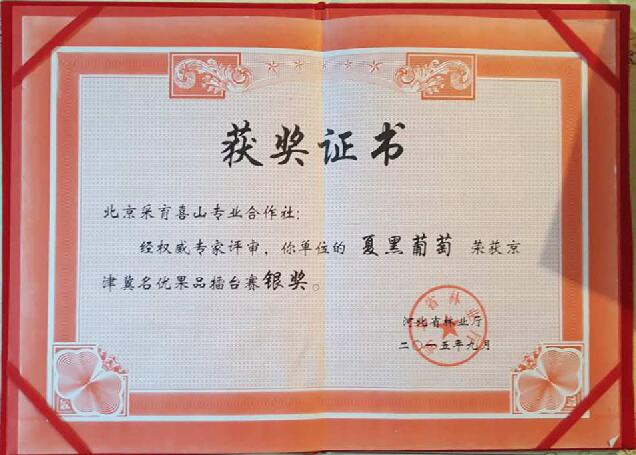 获奖证书
北京采育喜山专业合作社:
经权威专家评审，你单位的 夏黑葡萄 荣获京
津冀名优果品擂台赛银奖。
河北省林业厅
二〇一五年九月